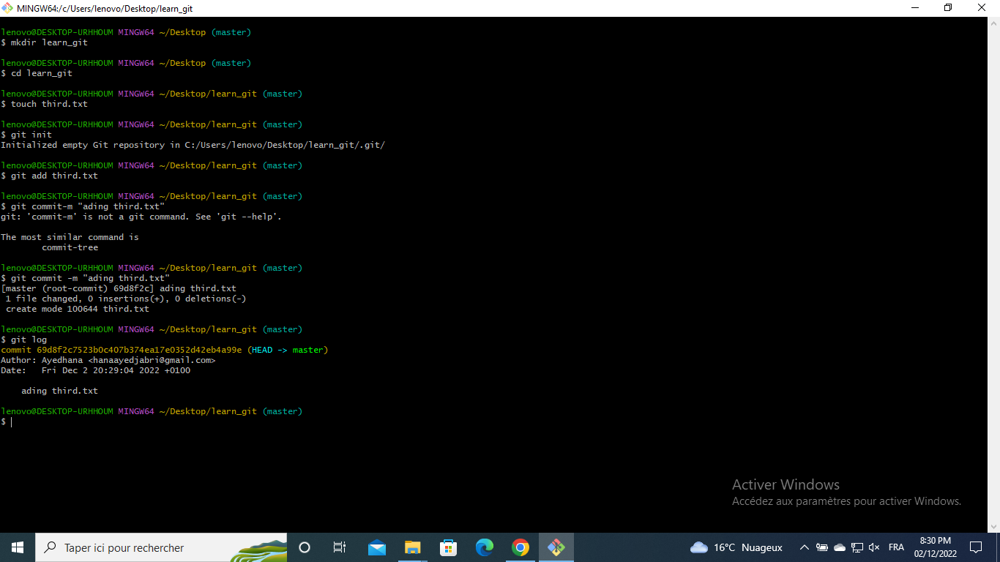 MINGW64:/c/Users/lenovo/Desktop/learn_git
lenovo@DESKTOP-URHHOUM MINGW64 ~/Desktop (master)
$ mkdir learn_git
lenovo@DESKTOP-URHHOUM MINGW64 ~/Desktop (master)
$ cd learn_git
lenovo@DESKTOP-URHHOUM MINGW64 ~/Desktop/learn_git (master)
$ touch third.txt
lenovo@DESKTOP-URHHOUM MINGW64 ~/Desktop/learn_git (master)
$ git init
Initialized empty Git repository in C:/Users/lenovo/Desktop/learn_git/.git/
lenovo@DESKTOP-URHHOUM MINGW64 ~/Desktop/learn_git (master)
$ git add third.txt
lenovo@DESKTOP-URHHOUM MINGW64 ~/Desktop/learn_git (master)
$ git commit-m "ading third.txt"
git: 'commit-m' is not a git command. See 'git --help'.
The most similar command is
commit-tree
lenovo@DESKTOP-URHHOUM MINGW64 ~/Desktop/learn_git (master)
$ git commit -m "ading third.txt"
[master (root-commit) 69d8f2c] ading third.txt
1 file changed, 0 insertions(+), 0 deletions(-)
create mode 100644 third.txt
lenovo@DESKTOP-URHHOUM MINGW64 ~/Desktop/learn_git (master)
$ git log
commit 69d8f2c7523b0c407b374ea17e0352d42eb4a99e (HEAD -> master)
Author: Ayedhana <hanaayedjabri@gmail.com>
Date:   Fri Dec 2 20:29:04 2022 +0100
ading third.txt
lenovo@DESKTOP-URHHOUM MINGW64 ~/Desktop/learn_git (master)
$
Activer Windows
Accédez aux paramètres pour activer Windows.
Taper ici pour rechercher
16°C Nuageux
FRA
8:30 PM
02/12/2022